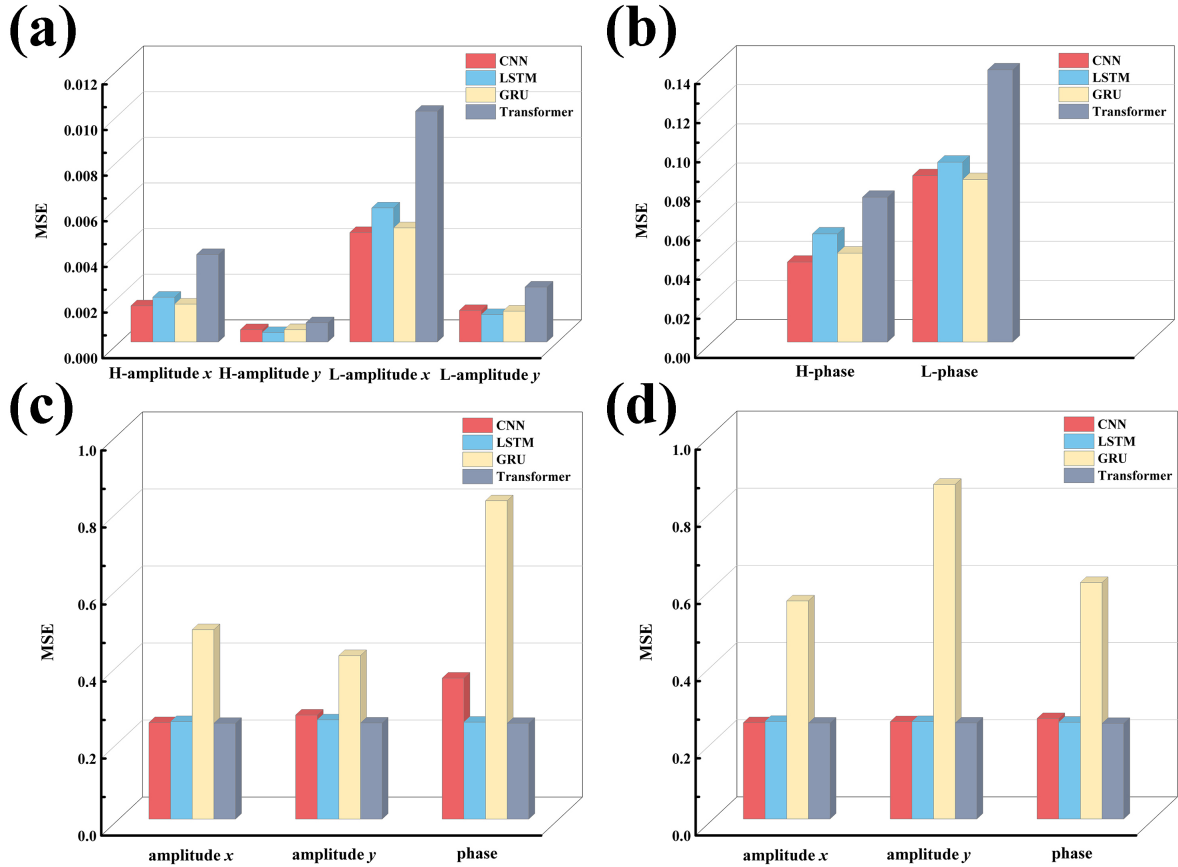 (a)
CNN
LSTM
GRU
Transformer
0.012
0.010
0.008
0.006
0.004
0.002
0.000
MSE
H-amplitude x
H-amplitude y
L-amplitude x
L-amplitude y
(b)
CNN
LSTM
GRU
Transformer
0.14
0.12
0.10
0.08
0.06
0.04
0.02
0.00
MSE
H-phase
L-phase
(c)
CNN
LSTM
GRU
Transformer
1.0
0.8
0.6
0.4
0.2
0.0
MSE
amplitude x
amplitude y
phase
(d)
CNN
LSTM
GRU
Transformer
1.0
0.8
0.6
0.4
0.2
0.0
MSE
amplitude x
amplitude y
phase